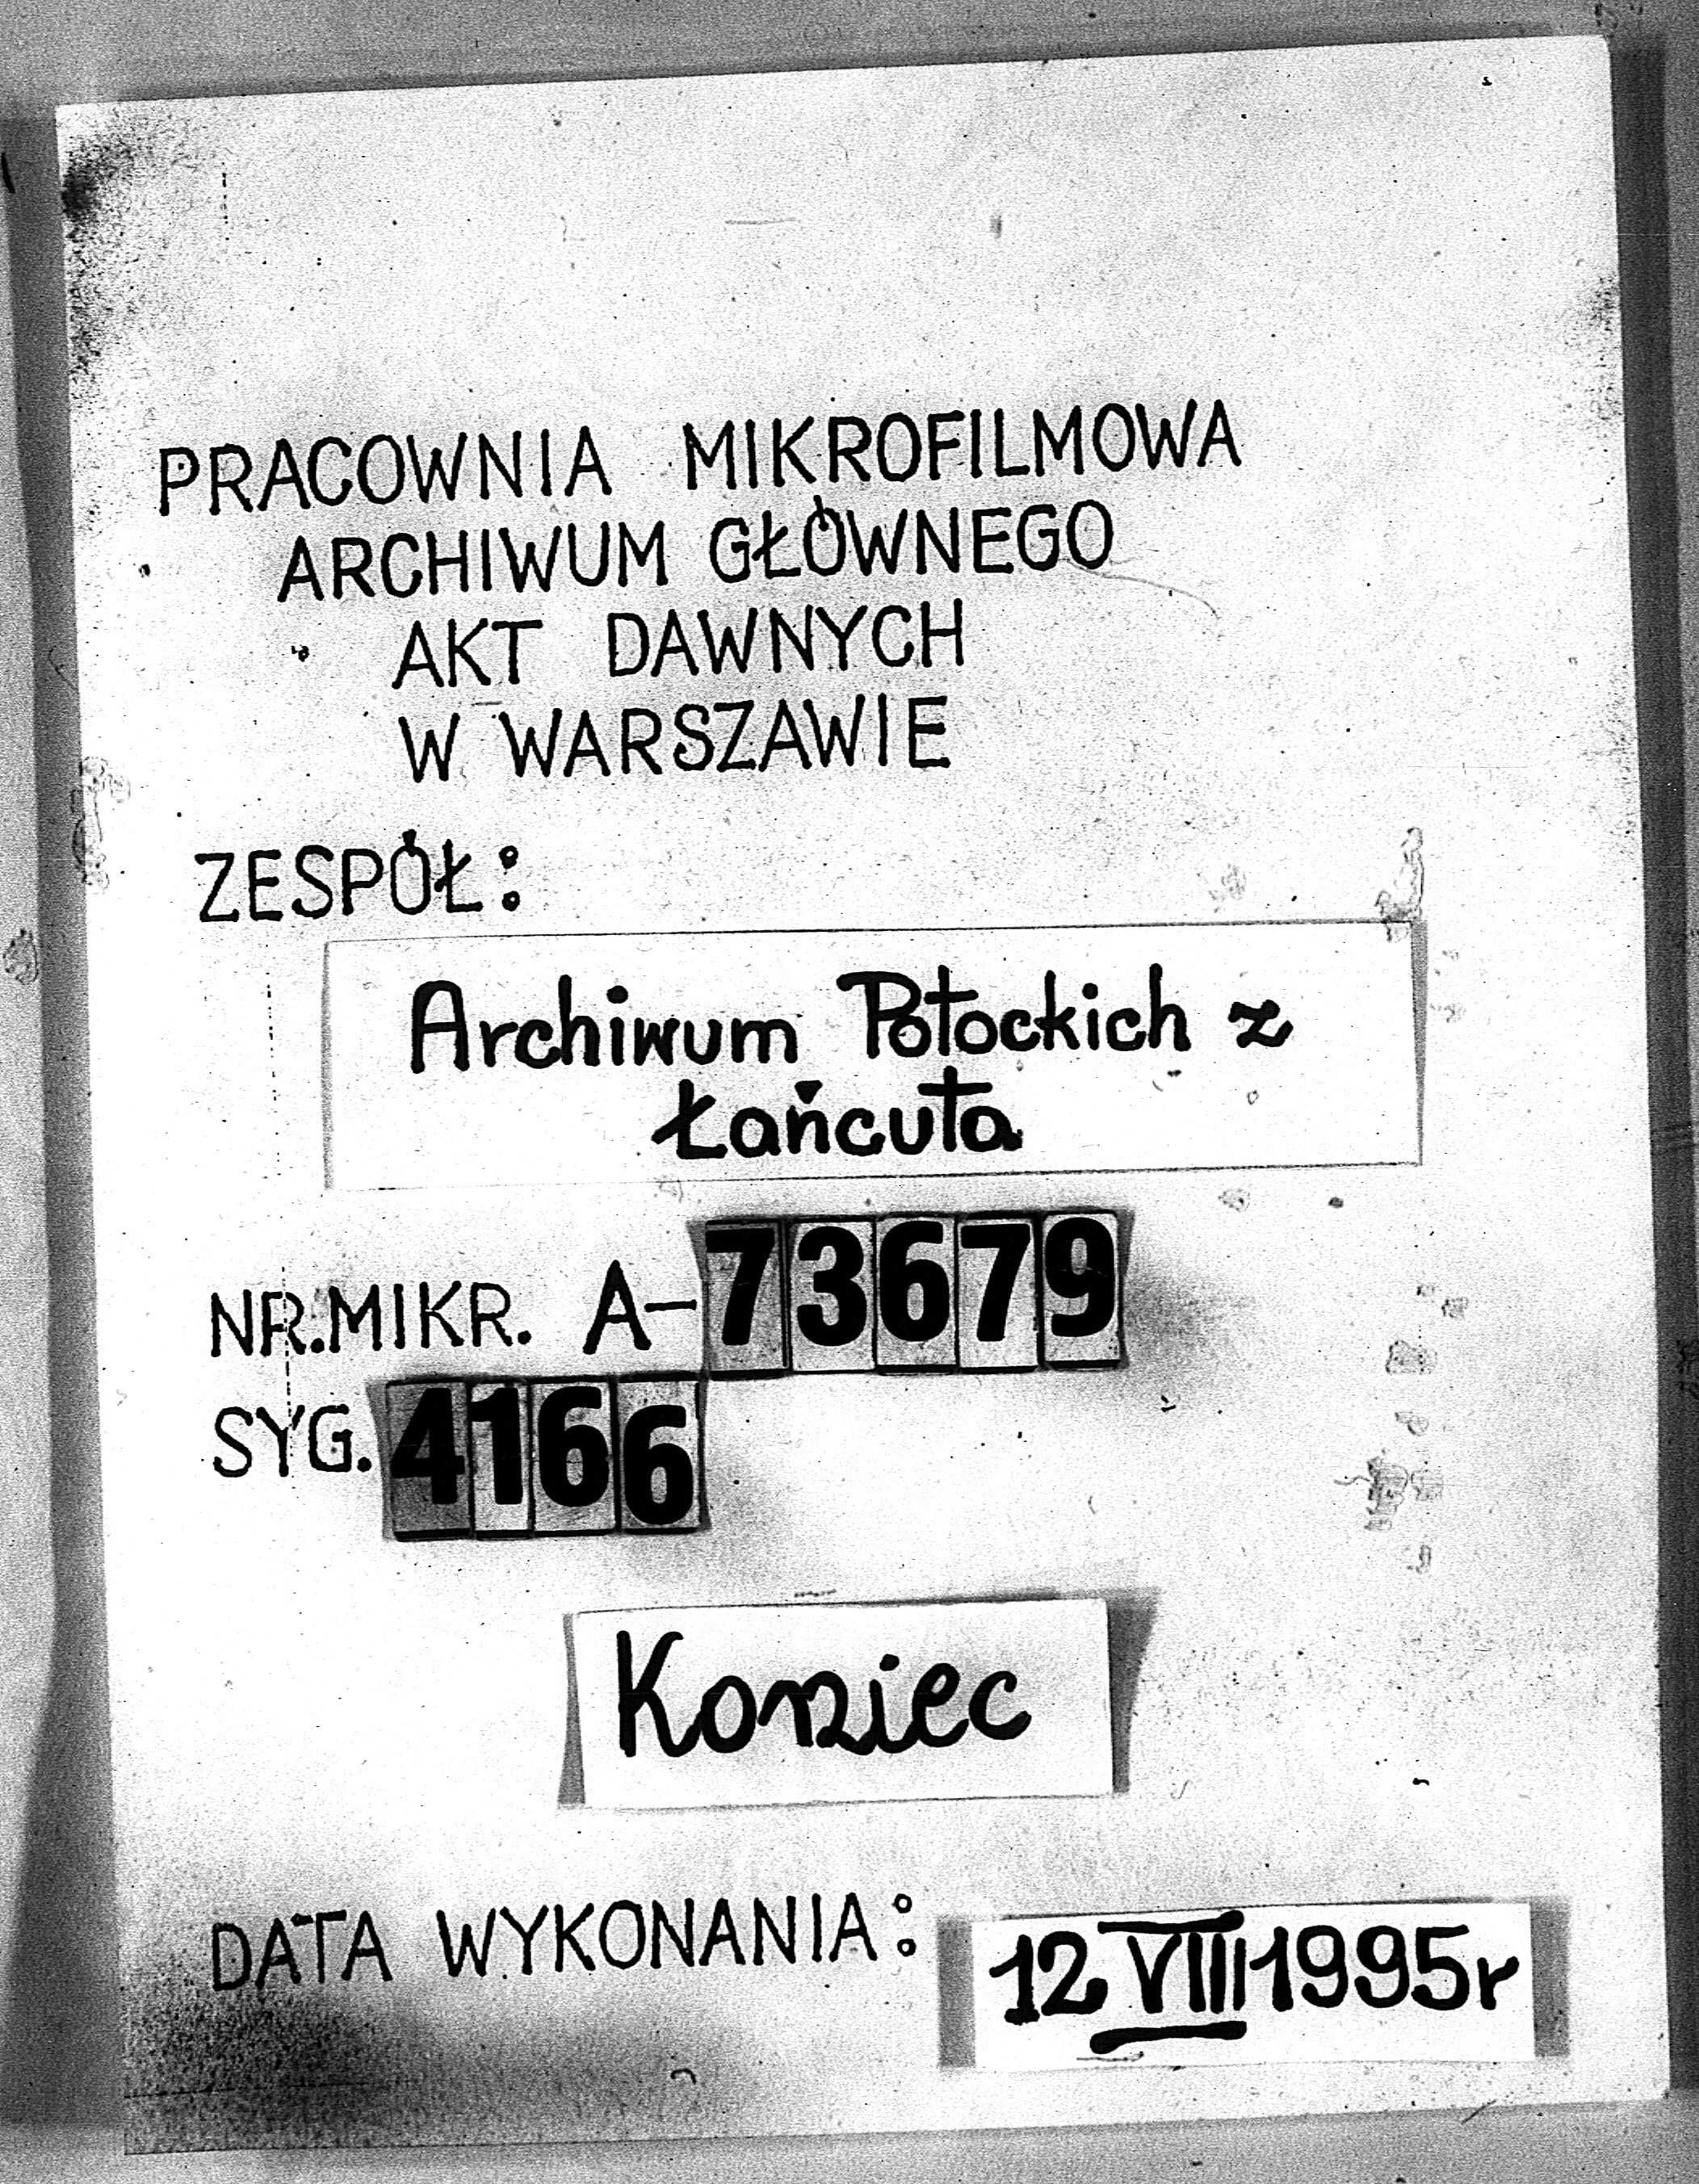 PRACOWNIA MIKROFILMOWA
ARCHIWUM GŁÓWNEGO
AKT DAWNYCH
W WARSZAWIE
ZESPÓŁ:
Archiwum Potockich z
Łańcuta
NR.MIKR. A-73679
SYG. 4166
Koniec
DATA WYKONANIA: 12 VIII 1995r